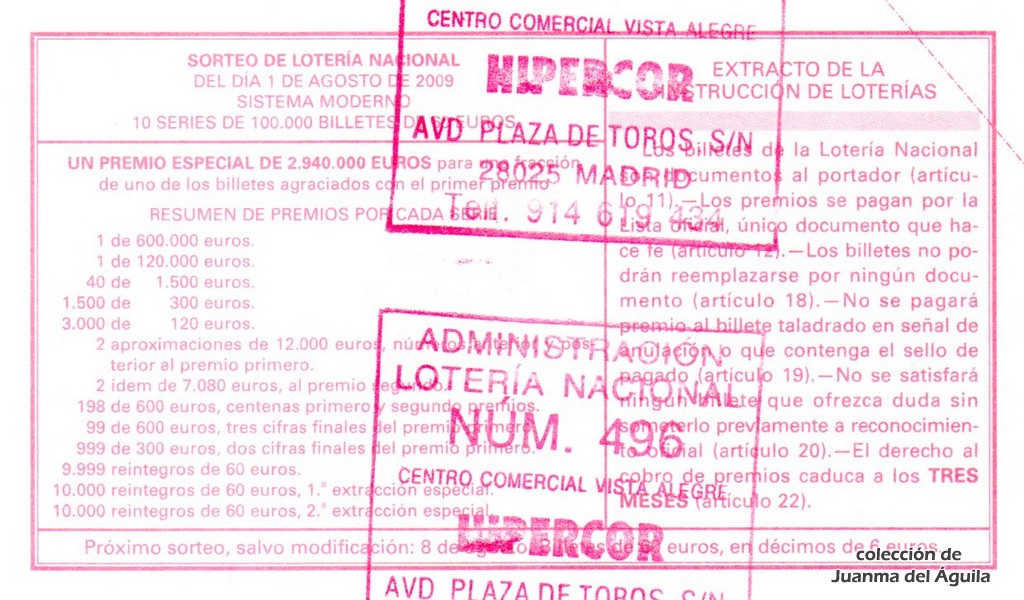 CENTRO COMERCIAL VISTA ALEGRE
HIPERCOR
AVD PLAZA DE TOROS, S/N
28025 MADRID
Telf. 914 619 434
SORTEO DE LOTERÍA NACIONAL
DEL DÍA 1 DE AGOSTO DE 2009
SISTEMA MODERNO
10 SERIES DE 100.000 BILLETES DE EUROS
UN PREMIO ESPECIAL DE 2.940.000 EUROS para una fracción
de uno de los billetes agraciados con el primer premio
RESUMEN DE PREMIOS POR CADA SERIE
1 de 600.000 euros.
1 de 120.000 euros.
40 de 1.500 euros.
1.500 de 300 euros.
3.000 de 120 euros.
2 aproximaciones de 12.000 euros, números anterior y pos-
terior al premio primero.
2 ídem de 7.080 euros, al premio segundo.
198 de 600 euros, centenas primero y segundo premios.
99 de 600 euros, tres cifras finales del premio primero.
999 de 300 euros, dos cifras finales del premio primero.
9.999 reintegros de 60 euros.
10.000 reintegros de 60 euros, 1.ª extracción especial.
10.000 reintegros de 60 euros, 2.ª extracción especial.
EXTRACTO DE LA
INSTRUCCIÓN DE LOTERÍAS
Los billetes de la Lotería Nacional
son documentos al portador (artícu-
lo 11).—Los premios se pagan por la
Lista oficial, único documento que ha-
ce fe (artículo 12).—Los billetes no po-
drán reemplazarse por ningún docu-
mento (artículo 18).—No se pagará
premio al billete taladrado en señal de
anulación o que contenga el sello de
pagado (artículo 19).—No se satisfará
ningún billete que ofrezca duda sin
someterlo previamente a reconocimien-
to oficial (artículo 20).—El derecho al
cobro de premios caduca a los TRES
MESES (artículo 22).
ADMINISTRACIÓN
LOTERÍA NACIONAL
NÚM. 496
CENTRO COMERCIAL VISTA ALEGRE
HIPERCOR
AVD PLAZA DE TOROS, S/N
Próximo sorteo, salvo modificación: 8 de agosto. Billetes de euros, en décimos de 6 euros
colección de
Juanma del Águila